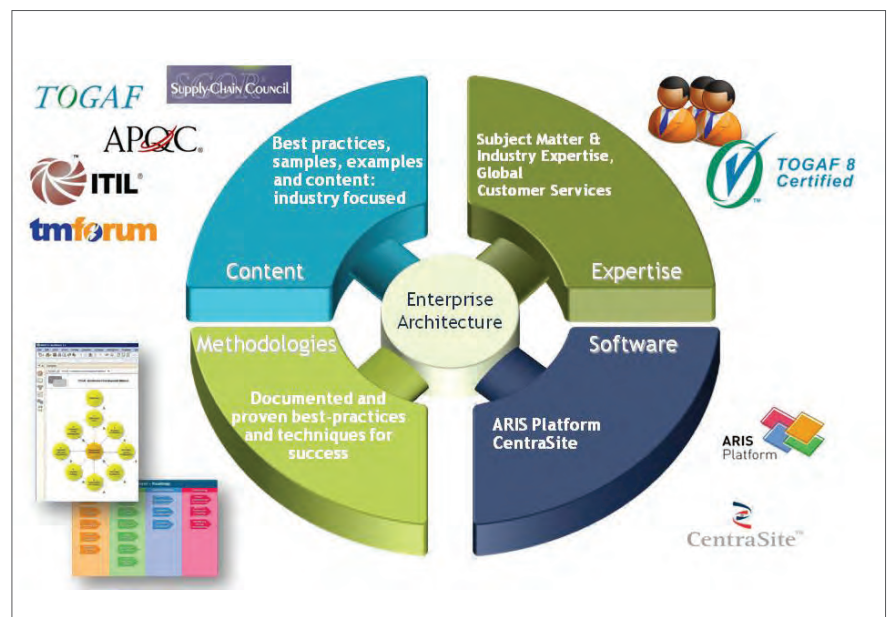 TOGAF
SCOR®
Supply-Chain Council
APQC®
ITIL®
tmforum
Best practices,
samples, examples
and content:
industry focused
Content
Subject Matter &
Industry Expertise,
Global
Customer Services
Expertise
TOGAF 8
Certified
Enterprise
Architecture
Methodologies
Documented and
proven best-practices
and techniques for
success
Software
ARIS Platform
CentraSite
ARIS
Platform
CentraSite™